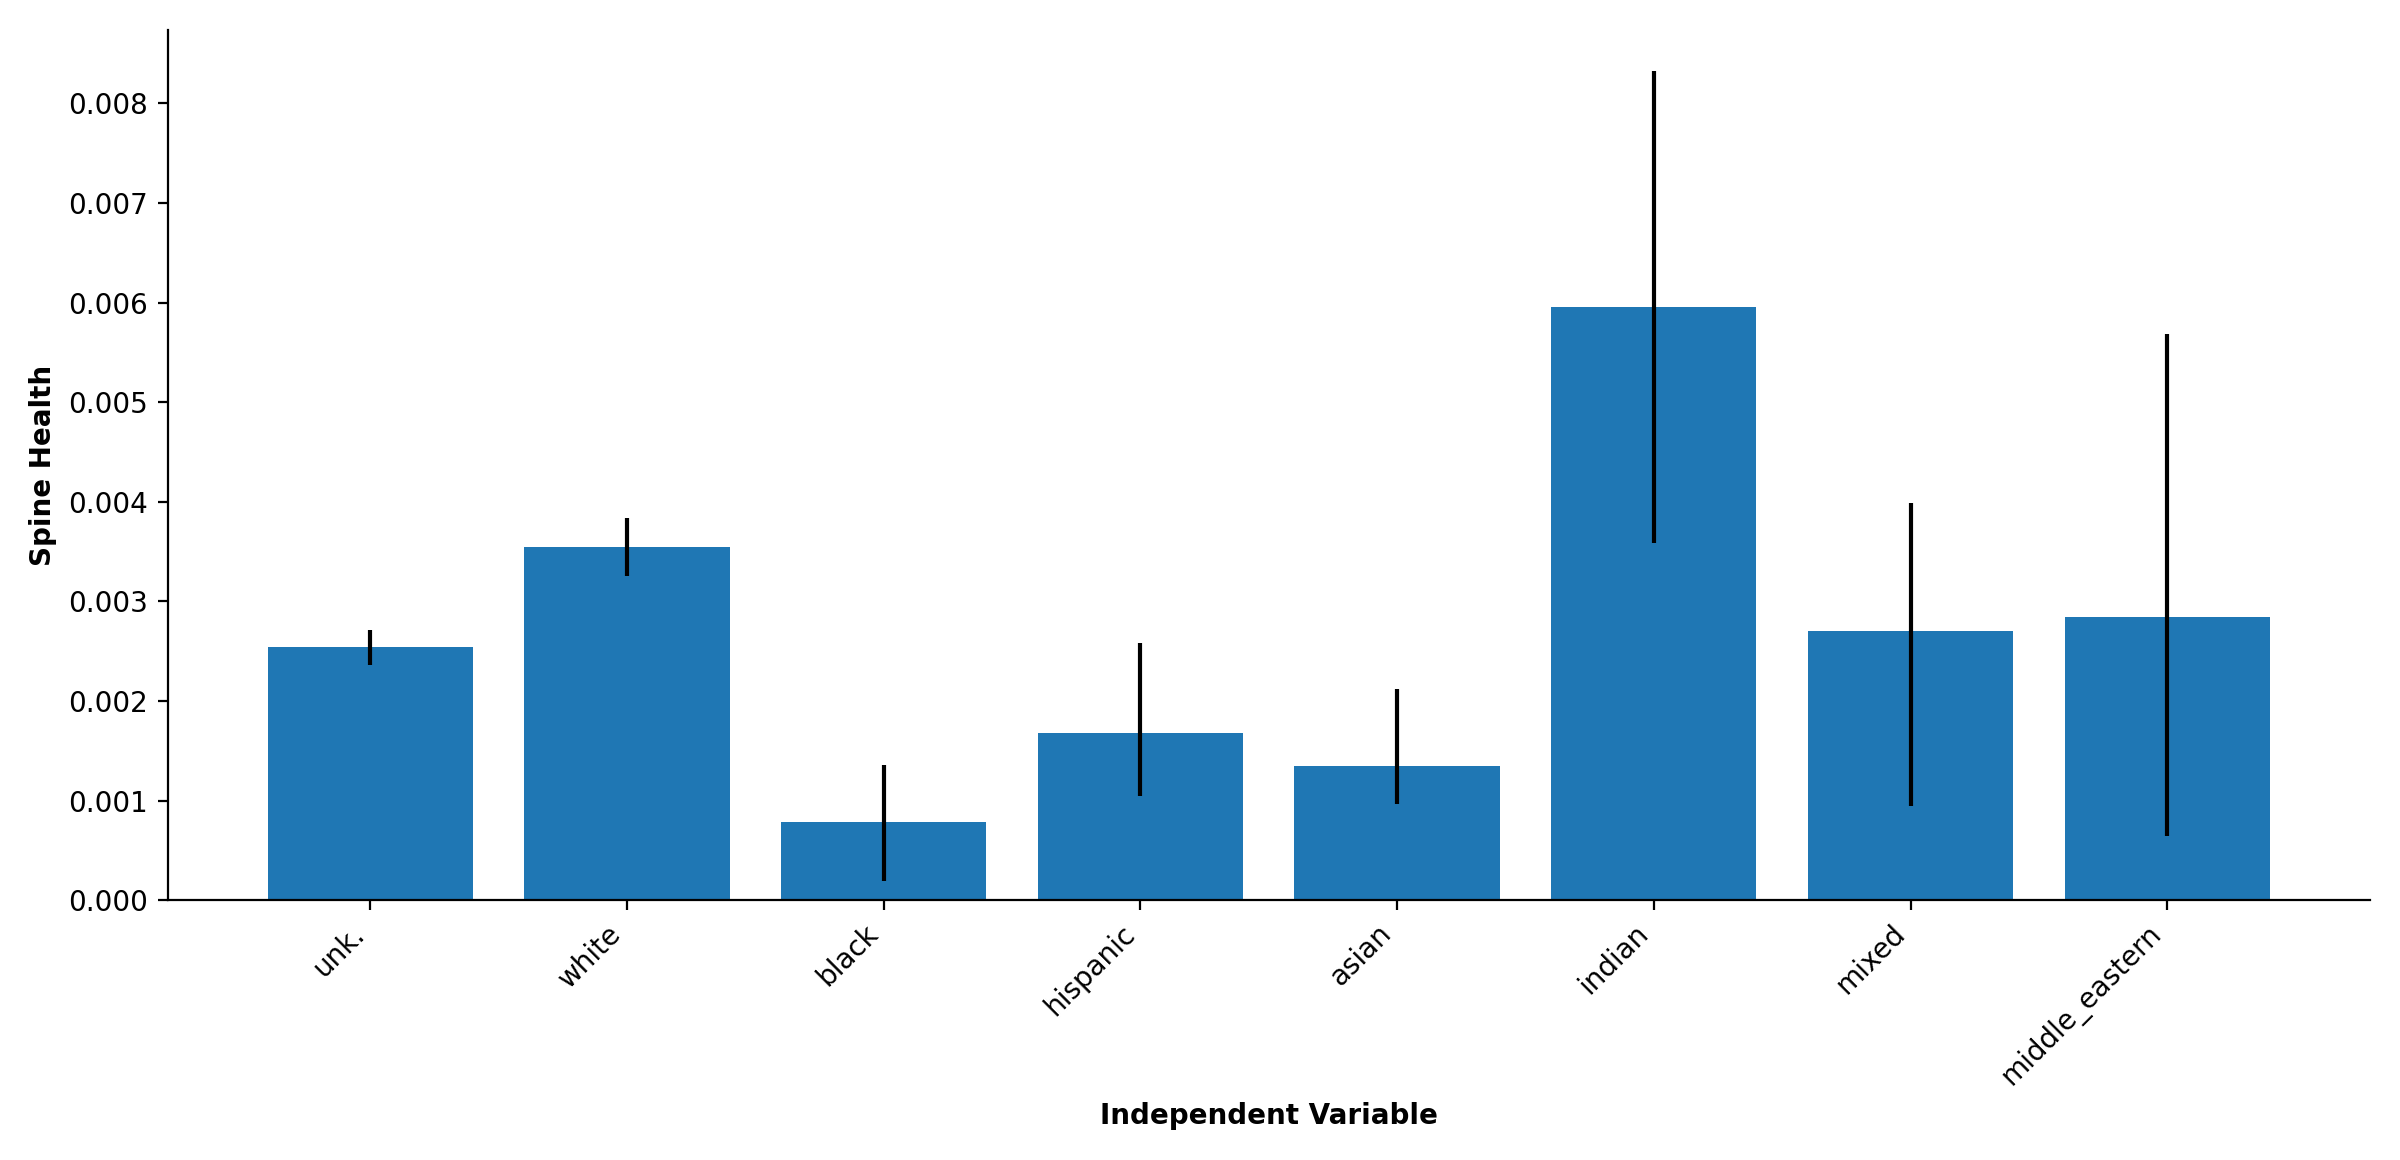 0.008
0.007
0.006
0.005
0.004
0.003
0.002
0.001
0.000
Spine Health
unk.
white
black
hispanic
asian
indian
mixed
middle_eastern
Independent Variable